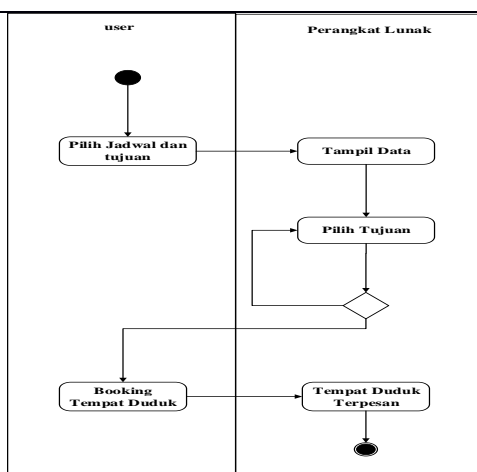 user
Perangkat Lunak
Pilih Jadwal dan
tujuan
Tampil Data
Pilih Tujuan
Booking
Tempat Duduk
Tempat Duduk
Terpesan